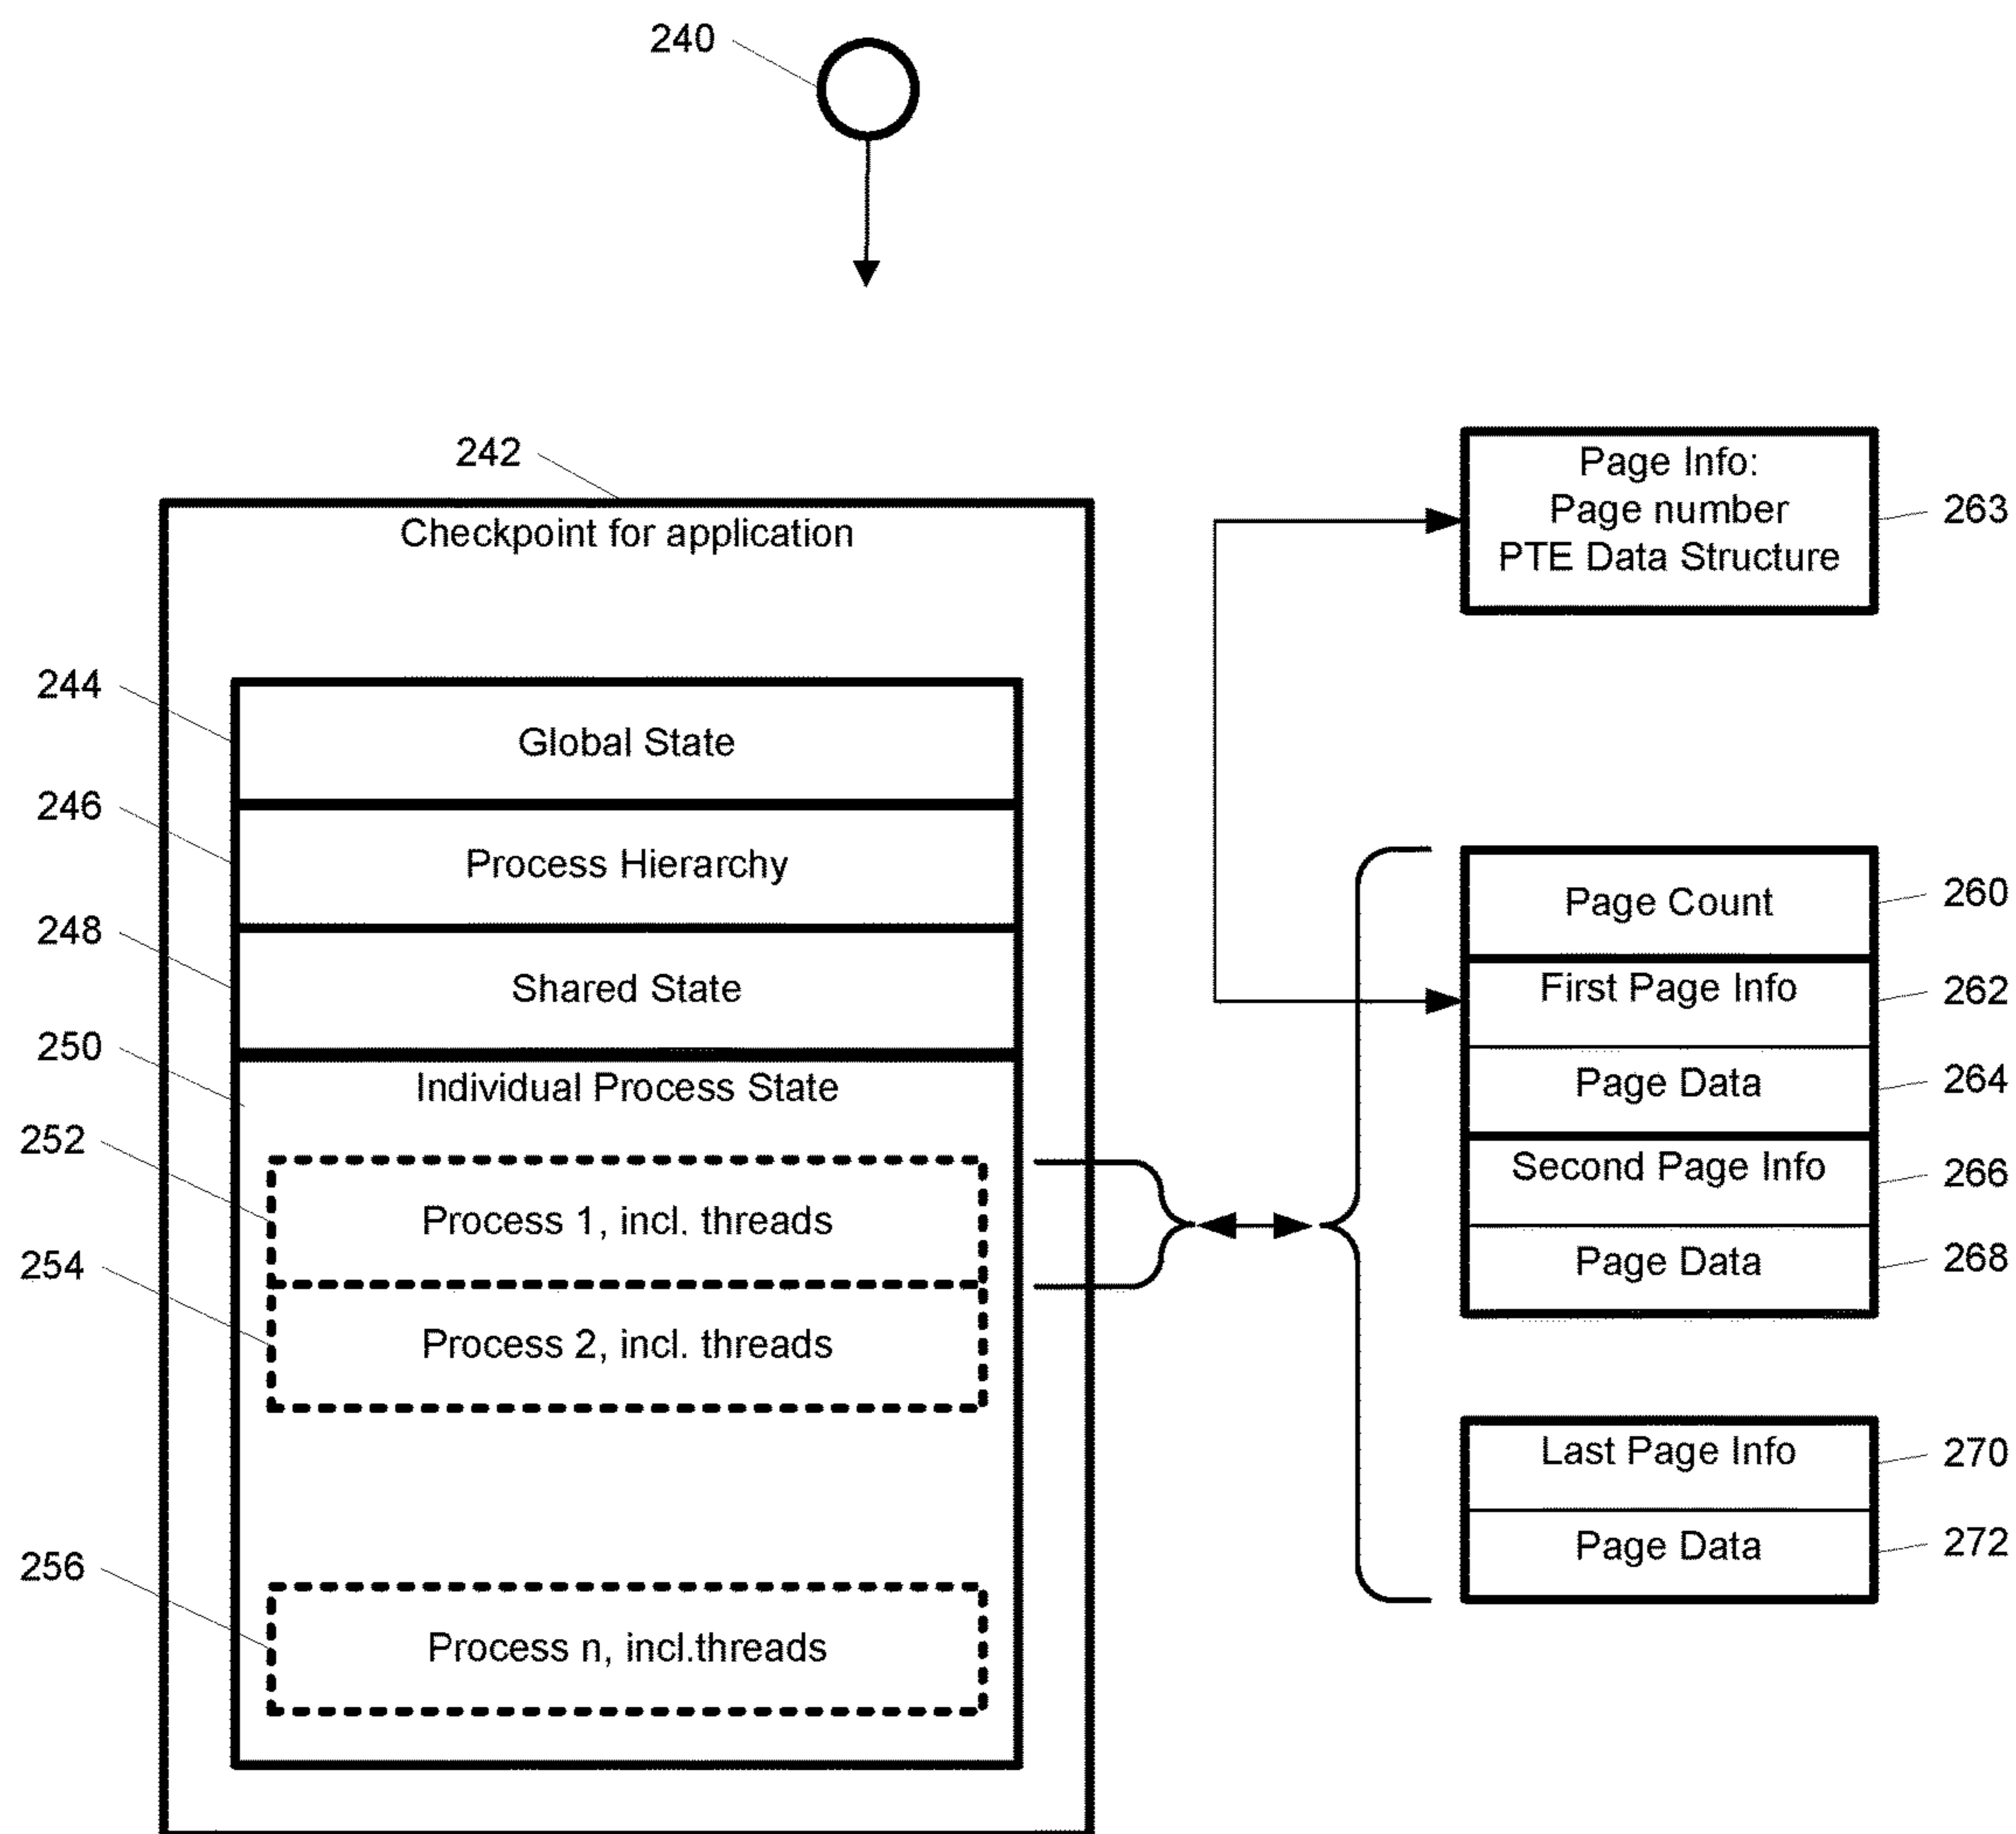 240
242
Checkpoint for application
Page Info:
Page number
PTE Data Structure
263
244
Global State
246
Process Hierarchy
248
Shared State
250
Individual Process State
252
Process 1, incl. threads
254
Process 2, incl. threads
256
Process n, incl.threads
Page Count
260
First Page Info
262
Page Data
264
Second Page Info
266
Page Data
268
Last Page Info
270
Page Data
272